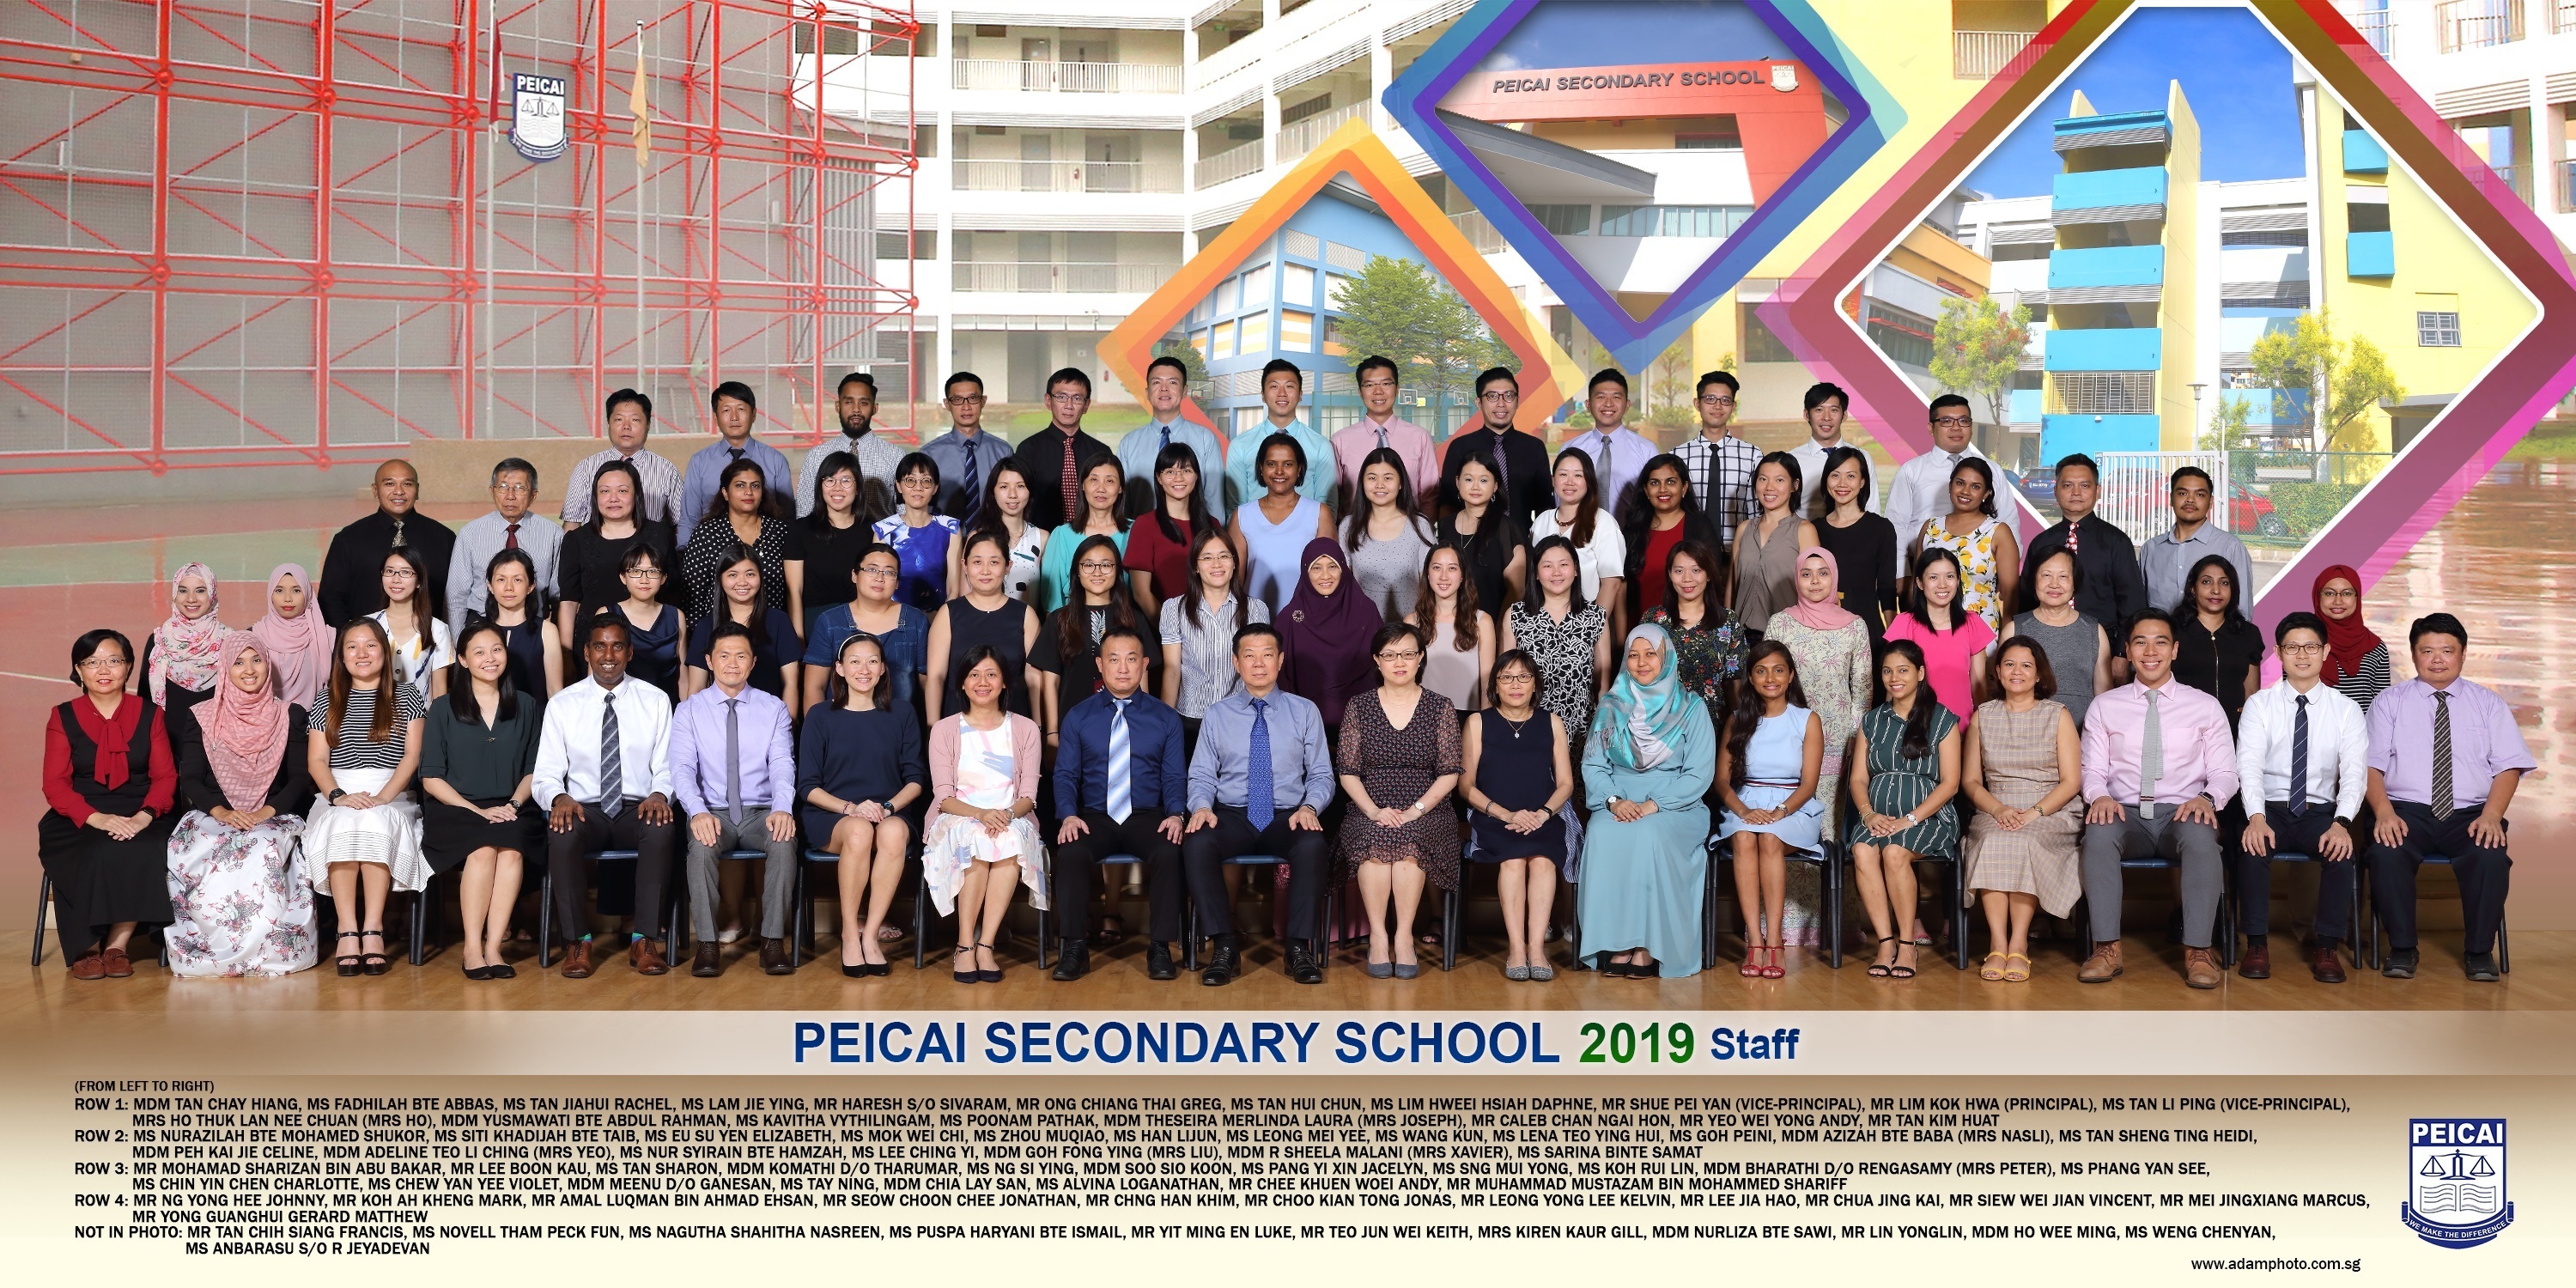 PEICAI
WE MAKE THE DIFFERENCE
PEICAI SECONDARY SCHOOL
PEICAI
PEICAI SECONDARY SCHOOL 2019 Staff
(FROM LEFT TO RIGHT)
ROW 1: MDM TAN CHAY HIANG, MS FADHILAH BTE ABBAS, MS TAN JIAHUI RACHEL, MS LAM JIE YING, MR HARESH S/O SIVARAM, MR ONG CHIANG THAI GREG, MS TAN HUI CHUN, MS LIM HWEEI HSIAH DAPHNE, MR SHUE PEI YAN (VICE-PRINCIPAL), MR LIM KOK HWA (PRINCIPAL), MS TAN LI PING (VICE-PRINCIPAL),
MRS HO THUK LAN NEE CHUAN (MRS HO), MDM YUSMAWATI BTE ABDUL RAHMAN, MS KAVITHA VYTHILINGAM, MS POONAM PATHAK, MDM THESEIRA MERLINDA LAURA (MRS JOSEPH), MR CALEB CHAN NGAI HON, MR YEO WEI YONG ANDY, MR TAN KIM HUAT
ROW 2: MS NURAZILAH BTE MOHAMED SHUKOR, MS SITI KHADIJAH BTE TAIB, MS EU SU YEN ELIZABETH, MS MOK WEI CHI, MS ZHOU MUQIAO, MS HAN LIJUN, MS LEONG MEI YEE, MS WANG KUN, MS LENA TEO YING HUI, MS GOH PEINI, MDM AZIZAH BTE BABA (MRS NASLI), MS TAN SHENG TING HEIDI,
MDM PEH KAI JIE CELINE, MDM ADELINE TEO LI CHING (MRS YEO), MS NUR SYIRAIN BTE HAMZAH, MS LEE CHING YI, MDM GOH FONG YING (MRS LIU), MDM R SHEELA MALANI (MRS XAVIER), MS SARINA BINTE SAMAT
ROW 3: MR MOHAMAD SHARIZAN BIN ABU BAKAR, MR LEE BOON KAU, MS TAN SHARON, MDM KOMATHI D/O THARUMAR, MS NG SI YING, MDM SOO SIO KOON, MS PANG YI XIN JACELYN, MS SNG MUI YONG, MS KOH RUI LIN, MDM BHARATHI D/O RENGASAMY (MRS PETER), MS PHANG YAN SEE,
MS CHIN YIN CHEN CHARLOTTE, MS CHEW YAN YEE VIOLET, MDM MEENU D/O GANESAN, MS TAY NING, MDM CHIA LAY SAN, MS ALVINA LOGANATHAN, MR CHEE KHUEN WOEI ANDY, MR MUHAMMAD MUSTAZAM BIN MOHAMMED SHARIFF
ROW 4: MR NG YONG HEE JOHNNY, MR KOH AH KHENG MARK, MR AMAL LUQMAN BIN AHMAD EHSAN, MR SEOW CHOON CHEE JONATHAN, MR CHNG HAN KHIM, MR CHOO KIAN TONG JONAS, MR LEONG YONG LEE KELVIN, MR LEE JIA HAO, MR CHUA JING KAI, MR SIEW WEI JIAN VINCENT, MR MEI JINGXIANG MARCUS,
MR YONG GUANGHUI GERARD MATTHEW
NOT IN PHOTO: MR TAN CHIH SIANG FRANCIS, MS NOVELL THAM PECK FUN, MS NAGUTHA SHAHITHA NASREEN, MS PUSPA HARYANI BTE ISMAIL, MR YIT MING EN LUKE, MR TEO JUN WEI KEITH, MRS KIREN KAUR GILL, MDM NURLIZA BTE SAWI, MR LIN YONGLIN, MDM HO WEE MING, MS WENG CHENYAN,
MS ANBARASU S/O R JEYADEVAN
PEICAI
WE MAKE THE DIFFERENCE
www.adamphoto.com.sg